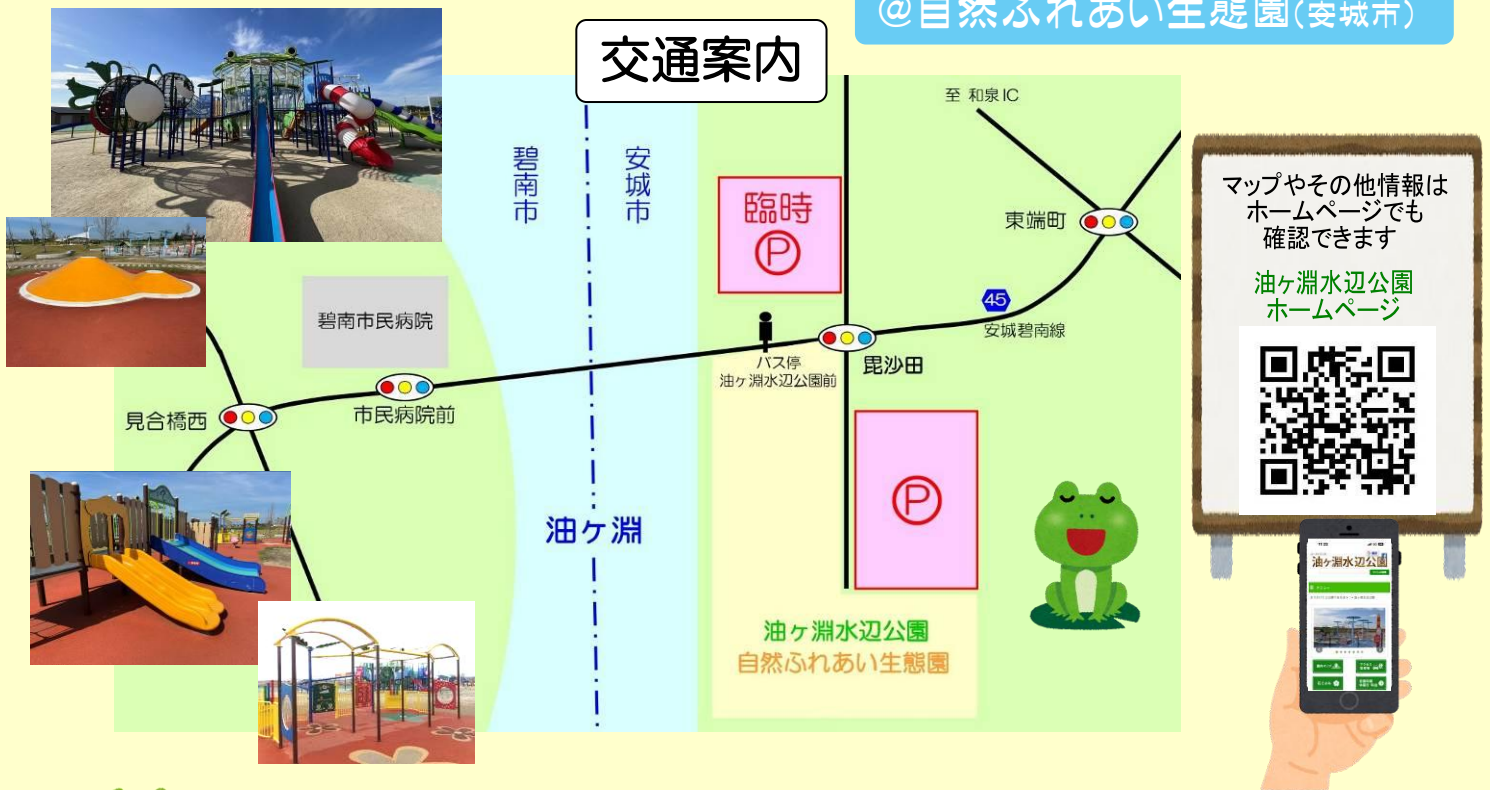 @自然ふれあい生態園(安城市)
交通案内
至 和泉IC
碧南市
安城市
臨時
P
東端町
45
安城碧南線
碧南市民病院
バス停
油ヶ淵水辺公園前
毘沙田
見合橋西
市民病院前
油ヶ淵
P
油ヶ淵水辺公園
自然ふれあい生態園
マップやその他情報は
ホームページでも
確認できます
油ヶ淵水辺公園
ホームページ
油ヶ淵水辺公園